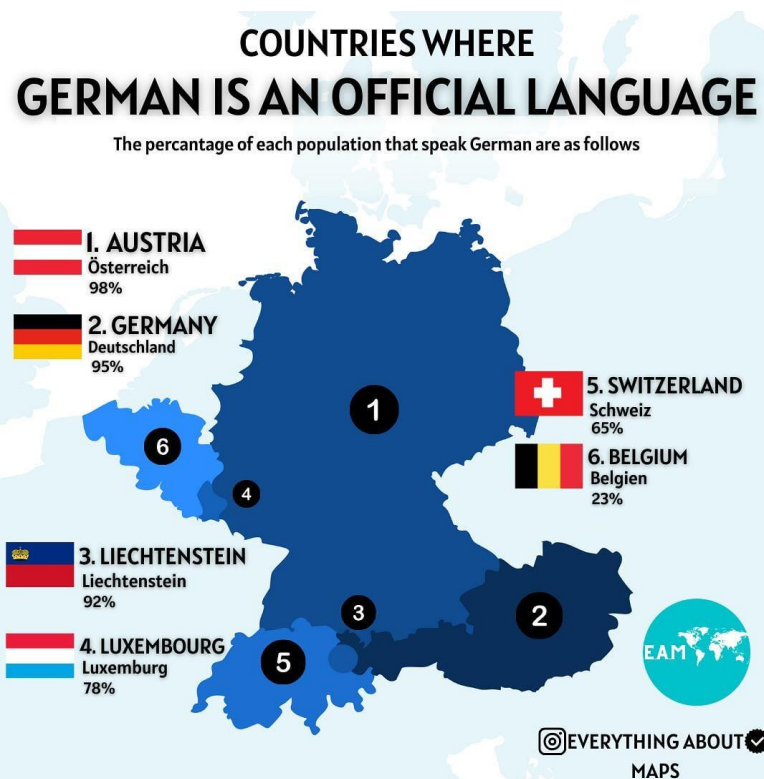 COUNTRIES WHERE
GERMAN IS AN OFFICIAL LANGUAGE
The percantage of each population that speak German are as follows
1. AUSTRIA
Österreich
98%
2. GERMANY
Deutschland
95%
5. SWITZERLAND
Schweiz
65%
6. BELGIUM
Belgien
23%
3. LIECHTENSTEIN
Liechtenstein
92%
4. LUXEMBOURG
Luxemburg
78%
1
6
4
3
2
5
E.A.M
EVERYTHING ABOUT
MAPS